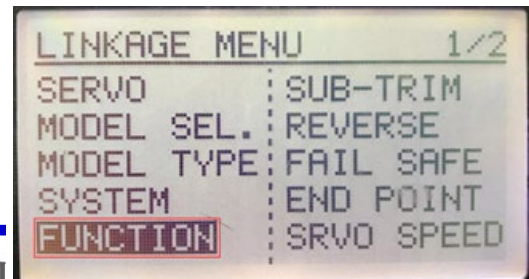 LINKAGE MENU 1/2
SERVO SUB-TRIM
MODEL SEL. REVERSE
MODEL TYPE FAIL SAFE
SYSTEM END POINT
FUNCTION SRVO SPEED